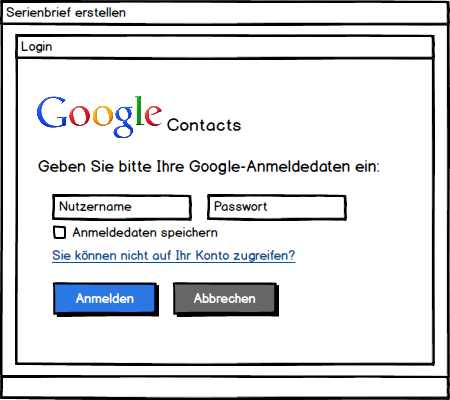 Serienbrief erstellen
Login
Google Contacts
Geben Sie bitte Ihre Google-Anmeldedaten ein:
Nutzername Passwort
Anmeldedaten speichern
Sie können nicht auf Ihr Konto zugreifen?
Anmelden Abbrechen